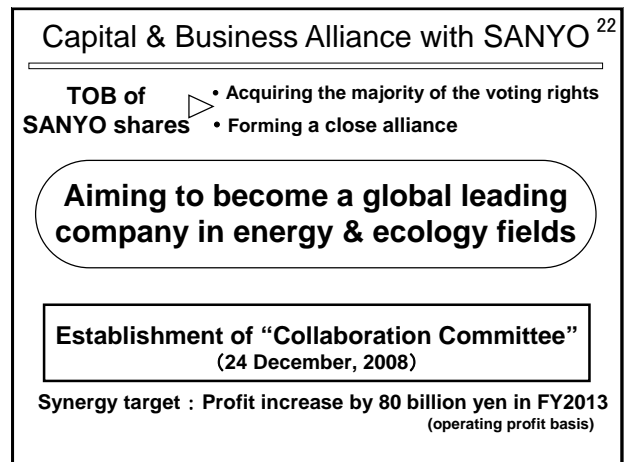 Capital & Business Alliance with SANYO 22
TOB of
SANYO shares
・Acquiring the majority of the voting rights
・Forming a close alliance
Aiming to become a global leading
company in energy & ecology fields
Establishment of “Collaboration Committee”
（24 December, 2008）
Synergy target：Profit increase by 80 billion yen in FY2013
(operating profit basis)